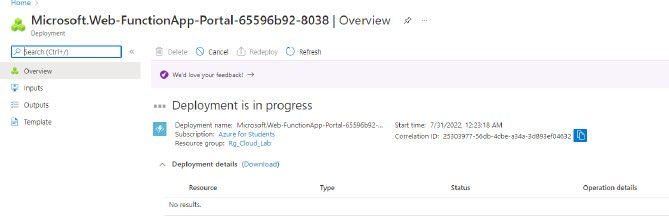 Home >
Microsoft.Web-FunctionApp-Portal-65596b92-8038 | Overview
Deployment
Search (Ctrl+/)
«
Delete
Cancel
Redeploy
Refresh
Overview
Inputs
Outputs
Template
We'd love your feedback! →
Deployment is in progress
Deployment name: Microsoft.Web-FunctionApp-Portal-65596b92-...
Subscription: Azure for Students
Resource group: Rg_Cloud_Lab
Start time: 7/31/2022, 12:23:18 AM
Correlation ID: 25303977-56db-4cbe-a34a-3d893ef04632
Deployment details (Download)
Resource
Type
Status
Operation details
No results.